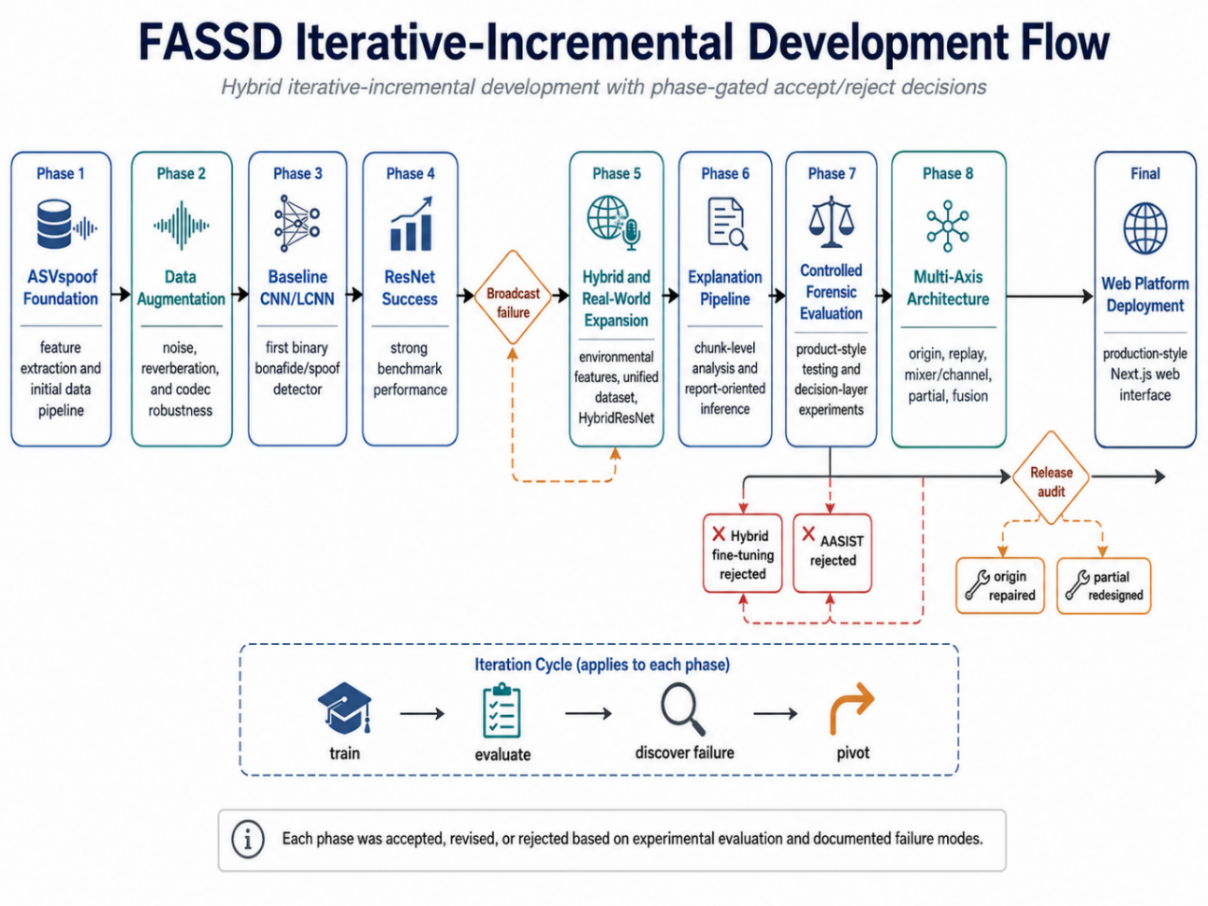 FASSD Iterative-Incremental Development Flow
Hybrid iterative-incremental development with phase-gated accept/reject decisions
Phase 1
ASVspoof
Foundation
feature
extraction and
initial data
pipeline
Phase 2
Data
Augmentation
noise,
reverberation,
and codec
robustness
Phase 3
Baseline
CNN/LCNN
first binary
bonafide/spoof
detector
Phase 4
ResNet
Success
strong
benchmark
performance
Broadcast
failure
Phase 5
Hybrid and
Real-World
Expansion
environmental
features, unified
dataset,
HybridResNet
Phase 6
Explanation
Pipeline
chunk-level
analysis and
report-oriented
inference
Phase 7
Controlled
Forensic
Evaluation
product-style
testing and
decision-layer
experiments
Phase 8
Multi-Axis
Architecture
origin, replay,
mixer/channel,
partial, fusion
Final
Web Platform
Deployment
production-style
Next.js web
interface
Hybrid
fine-tuning
rejected
AASIST
rejected
Release
audit
origin
repaired
partial
redesigned
Iteration Cycle (applies to each phase)
train
evaluate
discover failure
pivot
Each phase was accepted, revised, or rejected based on experimental evaluation and documented failure modes.